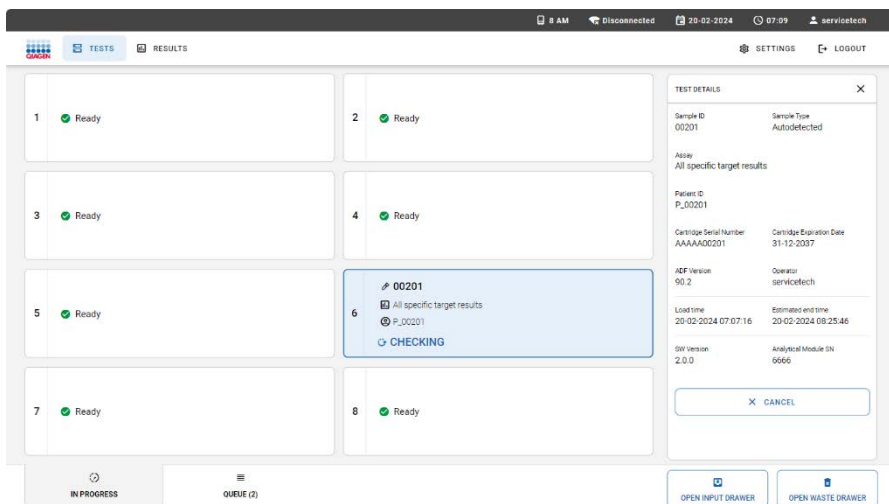 8 AM Disconnected 20-02-2024 07:09 servicetech
QIAGEN TESTS RESULTS SETTINGS LOGOUT
1 Ready
2 Ready
3 Ready
4 Ready
5 Ready
6
00201
All specific target results
P_00201
CHECKING
7 Ready
8 Ready
TEST DETAILS
Sample ID Sample Type
00201 Autodetected
Assay
All specific target results
Patient ID
P_00201
Cartridge Serial Number Cartridge Expiration Date
AAAAA00201 31-12-2037
ADF Version Operator
90.2 servicetech
Load time Estimated end time
20-02-2024 07:07:16 20-02-2024 08:25:46
SW Version Analytical Module SN
2.0.0 6666
CANCEL
IN PROGRESS QUEUE (2) OPEN INPUT DRAWER OPEN WASTE DRAWER